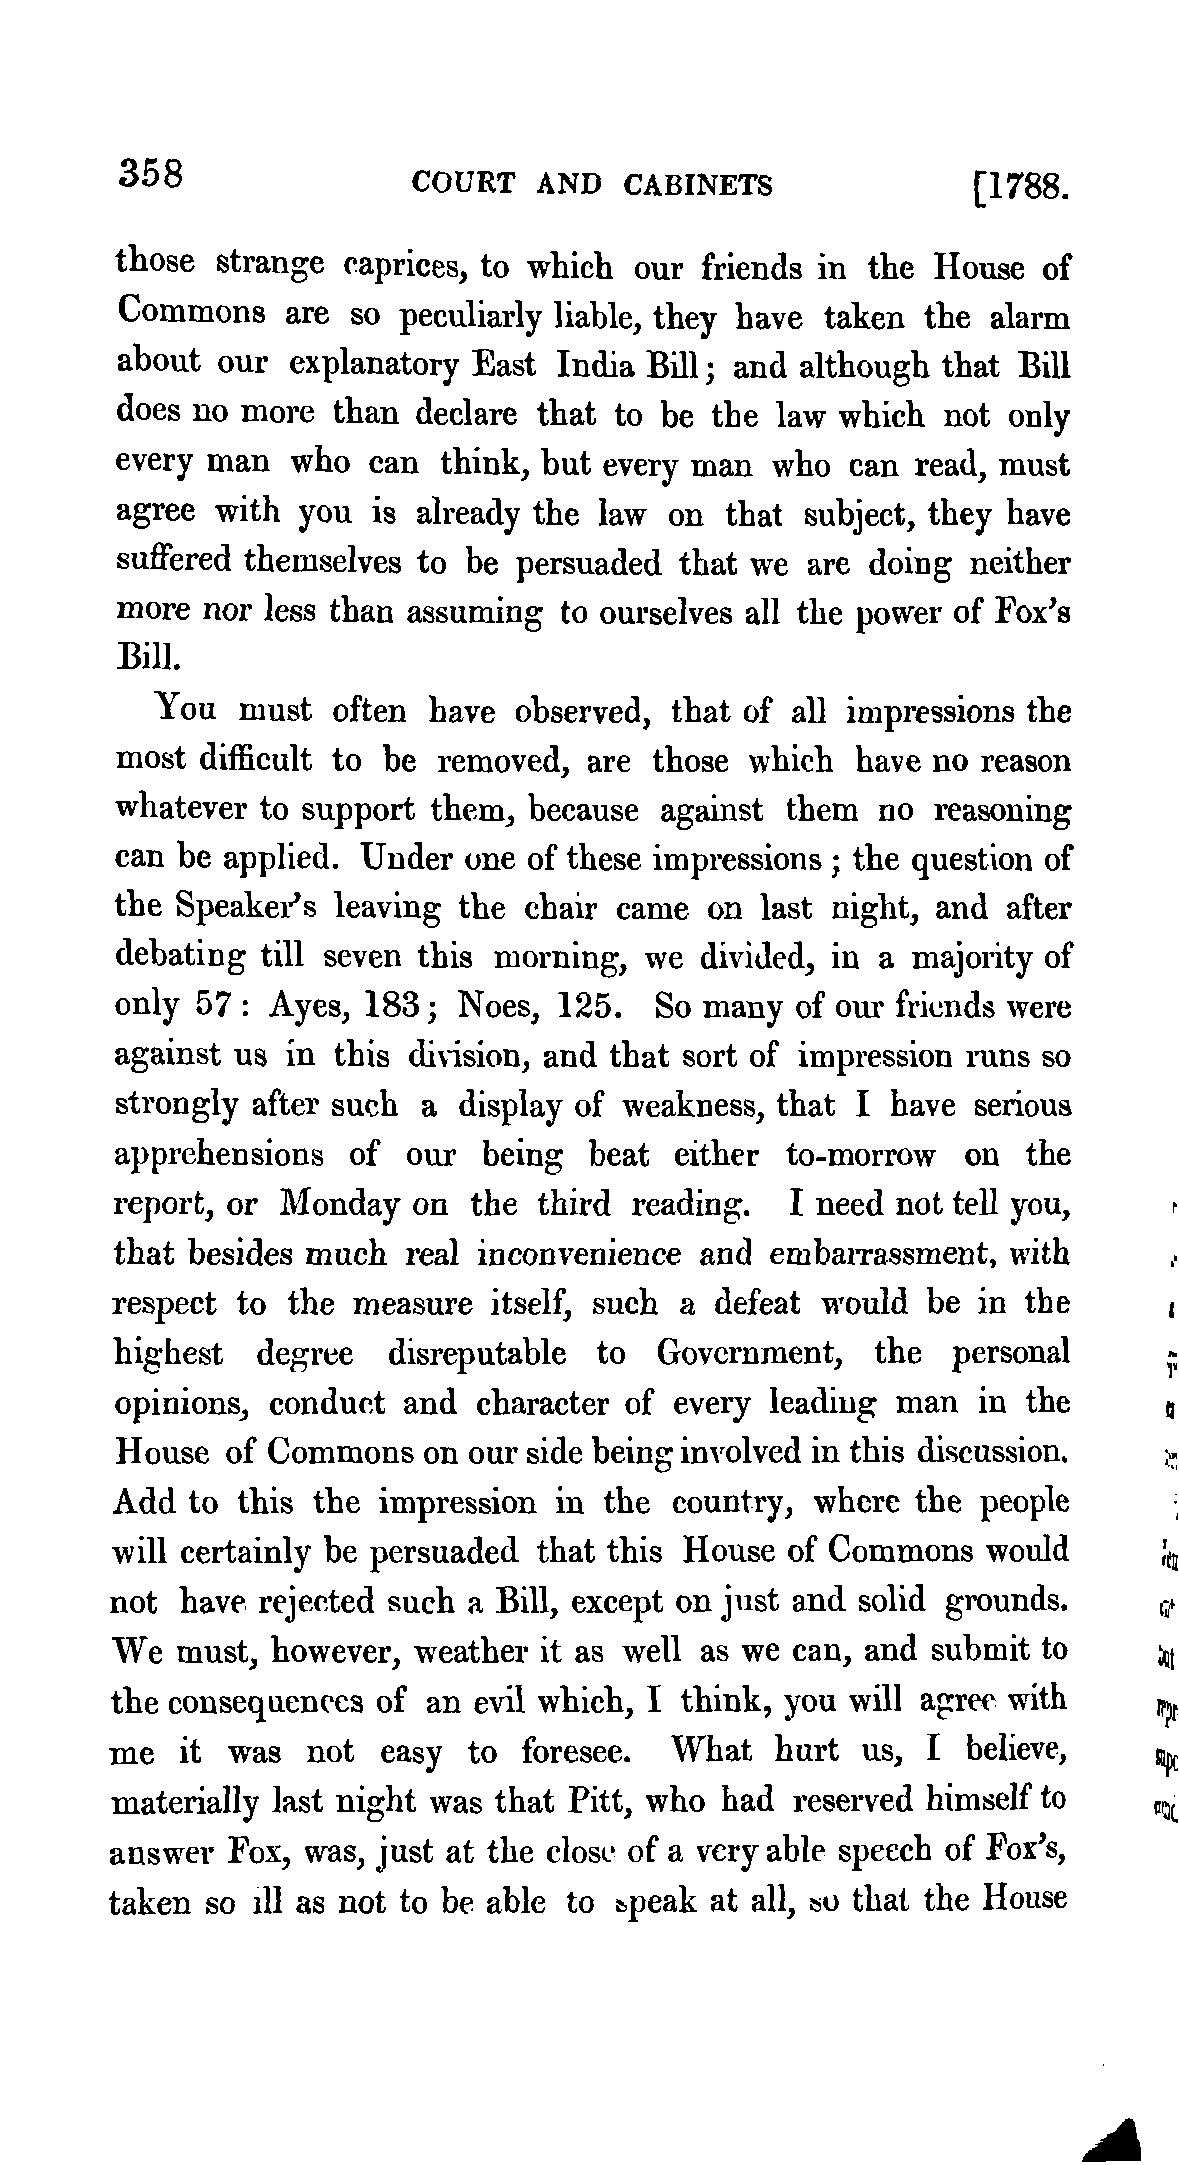 358 COURT AND CABINETS [1788.
those strange caprices, to which our friends in the House of
Commons are so peculiarly liable, they have taken the alarm
about our explanatory East India Bill; and although that Bill
does no more than declare that to be the law which not only
every man who can think, but every man who can read, must
agree with you is already the law on that subject, they have
suffered themselves to be persuaded that we are doing neither
more nor less than assuming to ourselves all the power of Fox's
Bill.
You must often have observed, that of all impressions the
most difficult to be removed, are those which have no reason
whatever to support them, because against them no reasoning
can be applied. Under one of these impressions; the question of
the Speaker's leaving the chair came on last night, and after
debating till seven this morning, we divided, in a majority of
only 57: Ayes, 183; Noes, 125. So many of our friends were
against us in this division, and that sort of impression runs so
strongly after such a display of weakness, that I have serious
apprehensions of our being beat either to-morrow on the
report, or Monday on the third reading. I need not tell you,
that besides much real inconvenience and embarrassment, with
respect to the measure itself, such a defeat would be in the
highest degree disreputable to Government, the personal
opinions, conduct and character of every leading man in the
House of Commons on our side being involved in this discussion.
Add to this the impression in the country, where the people
will certainly be persuaded that this House of Commons would
not have rejected such a Bill, except on just and solid grounds.
We must, however, weather it as well as we can, and submit to
the consequences of an evil which, I think, you will agree with
me it was not easy to foresee. What hurt us, I believe,
materially last night was that Pitt, who had reserved himself to
answer Fox, was, just at the close of a very able speech of Fox's,
taken so ill as not to be able to speak at all, so that the House